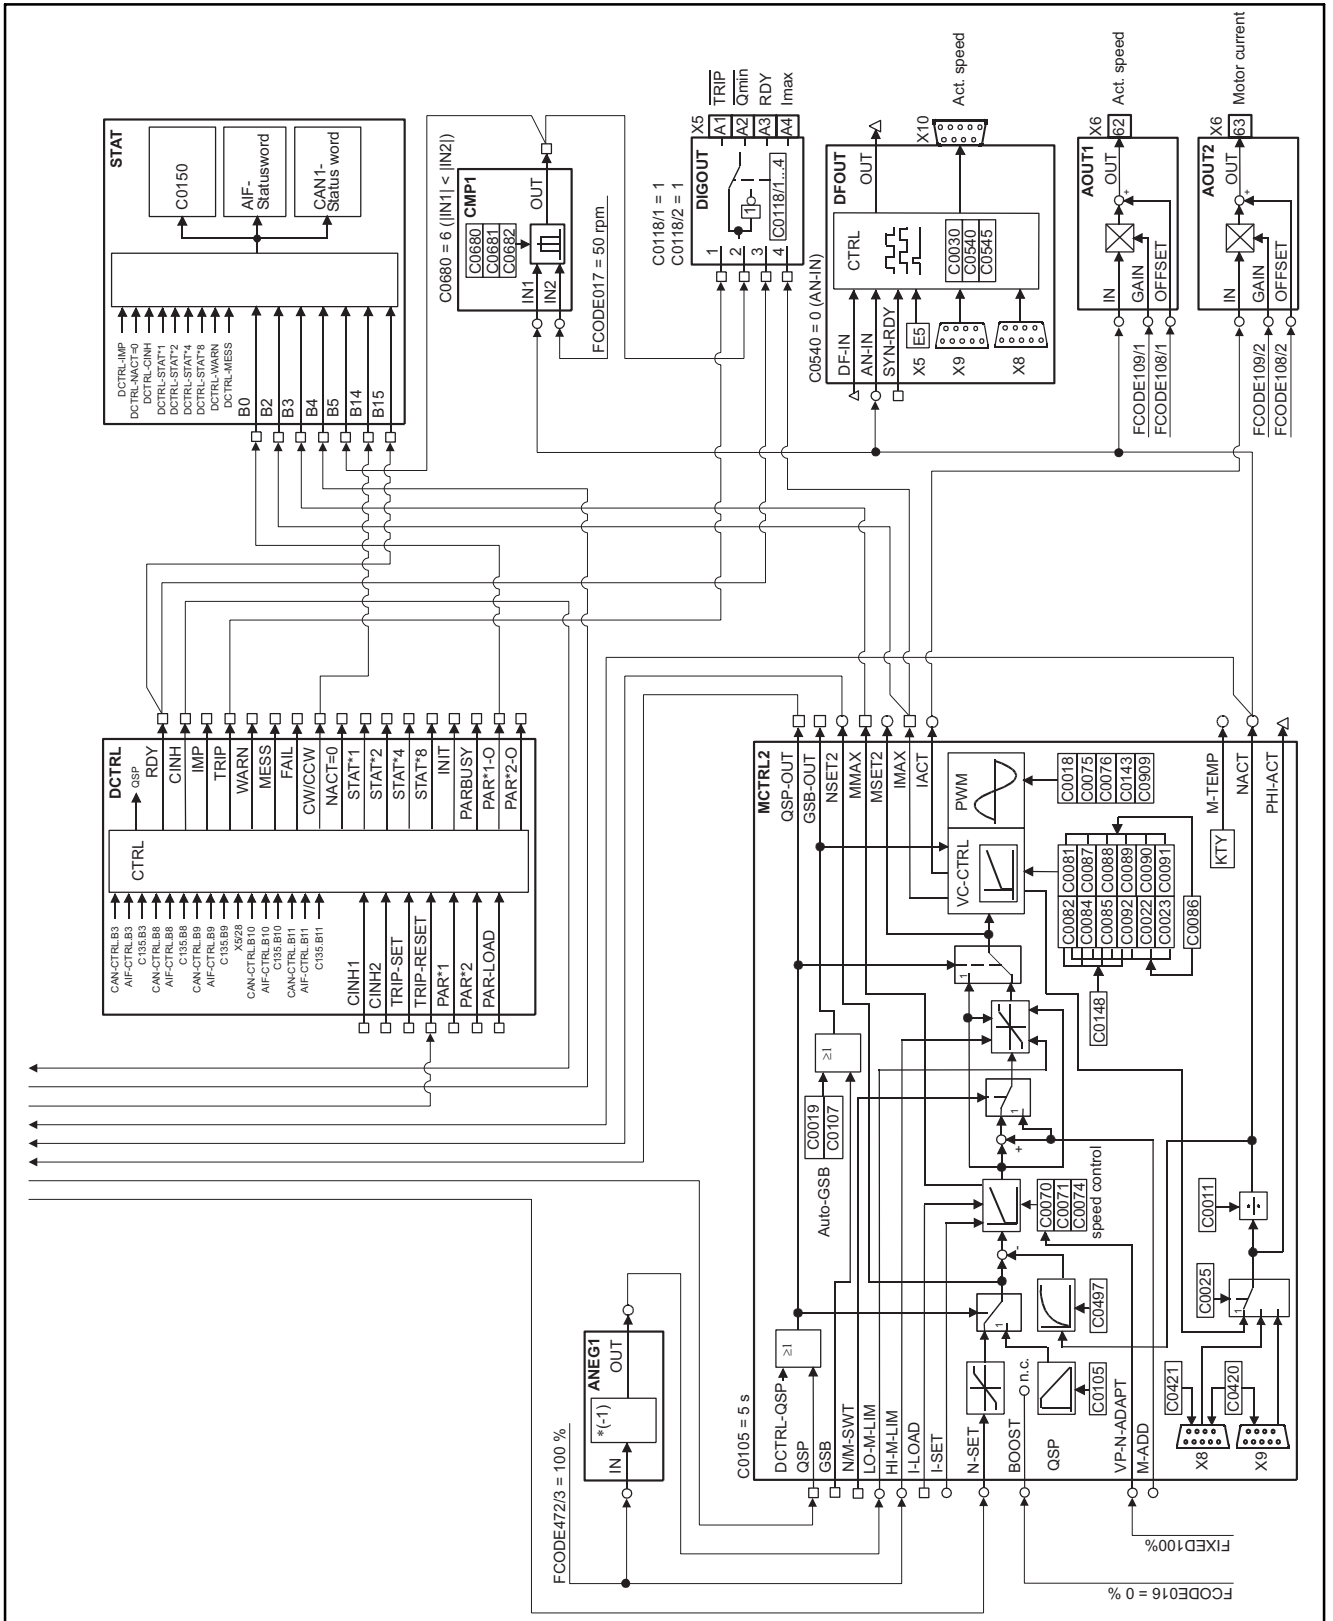 STAT
C0150
AIF-
Statusword
CAN1-
Status word
DCTRL-IMP
DCTRL-NACT=0
DCTRL-CINH
DCTRL-STAT*1
DCTRL-STAT*2
DCTRL-STAT*4
DCTRL-STAT*8
DCTRL-WARN
DCTRL-MESS
B0
B2
B3
B4
B5
B14
B15
C0680 = 6 (|IN1| < |IN2|)
CMP1
C0680
C0681
C0682
OUT
IN1
IN2
FCODE017 = 50 rpm
C0118/1 = 1
C0118/2 = 1
DIGOUT
X5
A1
A2
A3
A4
TRIP
Qmin
RDY
Imax
1
2
3
4
1
C0118/1...4
C0540 = 0 (AN-IN)
DFOUT
OUT
X10
Act. speed
CTRL
C0030
C0540
C0545
DF-IN
AN-IN
SYN-RDY
X5
E5
X9
X8
AOUT1
X6
62
Act. speed
OUT
+
IN
GAIN
OFFSET
FCODE109/1
FCODE108/1
AOUT2
X6
63
Motor current
OUT
+
IN
GAIN
OFFSET
FCODE109/2
FCODE108/2
DCTRL
QSP
RDY
CINH
IMP
TRIP
WARN
MESS
FAIL
CW/CCW
NACT=0
STAT*1
STAT*2
STAT*4
STAT*8
INIT
PARBUSY
PAR*1-O
PAR*2-O
CTRL
CAN-CTRL.B3
AIF-CTRL.B3
C135.B3
CAN-CTRL.B8
AIF-CTRL.B8
C135.B8
CAN-CTRL.B9
AIF-CTRL.B9
C135.B9
X5/28
CAN-CTRL.B10
AIF-CTRL.B10
C135.B10
CAN-CTRL.B11
AIF-CTRL.B11
C135.B11
CINH1
CINH2
TRIP-SET
TRIP-RESET
PAR*1
PAR*2
PAR-LOAD
MCTRL2
QSP-OUT
GSB-OUT
NSET2
MMAX
MSET2
IMAX
IACT
M-TEMP
NACT
PHI-ACT
PWM
VC-CTRL
C0018
C0075
C0076
C0143
C0909
C0081
C0087
C0088
C0089
C0090
C0091
C0082
C0084
C0085
C0092
C0022
C0023
C0086
C0148
KTY
≥1
C0019
C0107
Auto-GSB
1
1
+
C0070
C0071
C0074
speed control
C0011
C0025
1
-
1
C0497
C0105
n.c.
≥1
C0421
C0420
X8
X9
C0105 = 5 s
DCTRL-QSP
QSP
GSB
N/M-SWT
LO-M-LIM
HI-M-LIM
I-LOAD
I-SET
N-SET
BOOST
QSP
VP-N-ADAPT
M-ADD
ANEG1
OUT
*(-1)
IN
FCODE472/3 = 100 %
FIXED100%
FCODE016 = 0 %